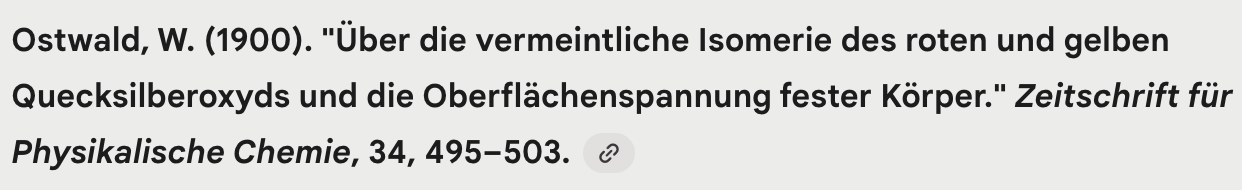 Ostwald, W. (1900). "Über die vermeintliche Isomerie des roten und gelben
Quecksilberoxyds und die Oberflächenspannung fester Körper." Zeitschrift für
Physikalische Chemie, 34, 495–503.